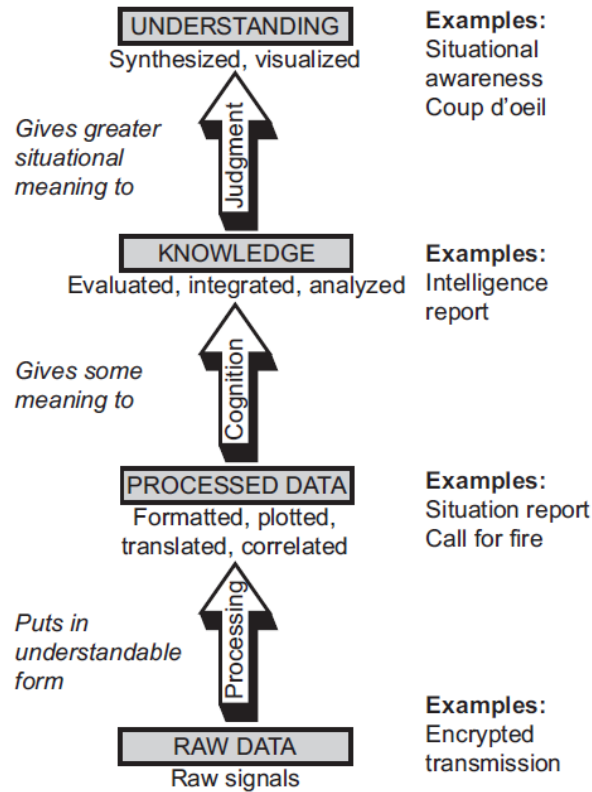 UNDERSTANDING
Synthesized, visualized
Examples:
Situational
awareness
Coup d'oeil
Gives greater
situational
meaning to
Judgment
KNOWLEDGE
Evaluated, integrated, analyzed
Examples:
Intelligence
report
Gives some
meaning to
Cognition
PROCESSED DATA
Formatted, plotted,
translated, correlated
Examples:
Situation report
Call for fire
Puts in
understandable
form
Processing
RAW DATA
Raw signals
Examples:
Encrypted
transmission